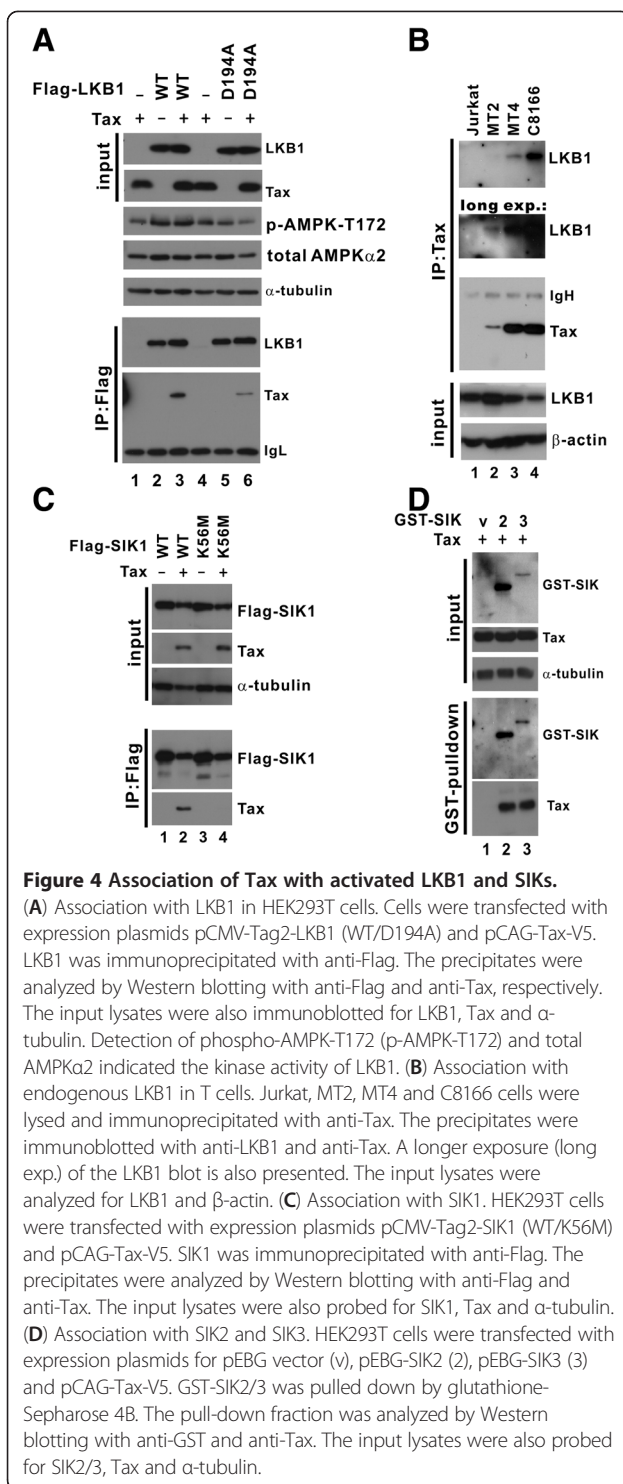 A
Flag-LKB1 – WT WT – D194A D194A
Tax + – + + – +
input
LKB1
Tax
p-AMPK-T172
total AMPKα2
α-tubulin
IP:Flag
LKB1
Tax
IgL
1 2 3 4 5 6
B
Jurkat MT2 MT4 C8166
IP:Tax
LKB1
long exp.:
LKB1
IgH
Tax
input
LKB1
β-actin
1 2 3 4
C
Flag-SIK1 WT WT K56M K56M
Tax – + – +
input
Flag-SIK1
Tax
α-tubulin
IP:Flag
Flag-SIK1
Tax
1 2 3 4
D
GST-SIK v 2 3
Tax + + +
input
GST-SIK
Tax
α-tubulin
GST-pulldown
GST-SIK
Tax
1 2 3
Figure 4 Association of Tax with activated LKB1 and SIKs.
(A) Association with LKB1 in HEK293T cells. Cells were transfected with
expression plasmids pCMV-Tag2-LKB1 (WT/D194A) and pCAG-Tax-V5.
LKB1 was immunoprecipitated with anti-Flag. The precipitates were
analyzed by Western blotting with anti-Flag and anti-Tax, respectively.
The input lysates were also immunoblotted for LKB1, Tax and α-
tubulin. Detection of phospho-AMPK-T172 (p-AMPK-T172) and total
AMPKα2 indicated the kinase activity of LKB1. (B) Association with
endogenous LKB1 in T cells. Jurkat, MT2, MT4 and C8166 cells were
lysed and immunoprecipitated with anti-Tax. The precipitates were
immunoblotted with anti-LKB1 and anti-Tax. A longer exposure (long
exp.) of the LKB1 blot is also presented. The input lysates were
analyzed for LKB1 and β-actin. (C) Association with SIK1. HEK293T cells
were transfected with expression plasmids pCMV-Tag2-SIK1 (WT/K56M)
and pCAG-Tax-V5. SIK1 was immunoprecipitated with anti-Flag. The
precipitates were analyzed by Western blotting with anti-Flag and
anti-Tax. The input lysates were also probed for SIK1, Tax and α-tubulin.
(D) Association with SIK2 and SIK3. HEK293T cells were transfected with
expression plasmids for pEBG vector (v), pEBG-SIK2 (2), pEBG-SIK3 (3)
and pCAG-Tax-V5. GST-SIK2/3 was pulled down by glutathione-
Sepharose 4B. The pull-down fraction was analyzed by Western
blotting with anti-GST and anti-Tax. The input lysates were also probed
for SIK2/3, Tax and α-tubulin.